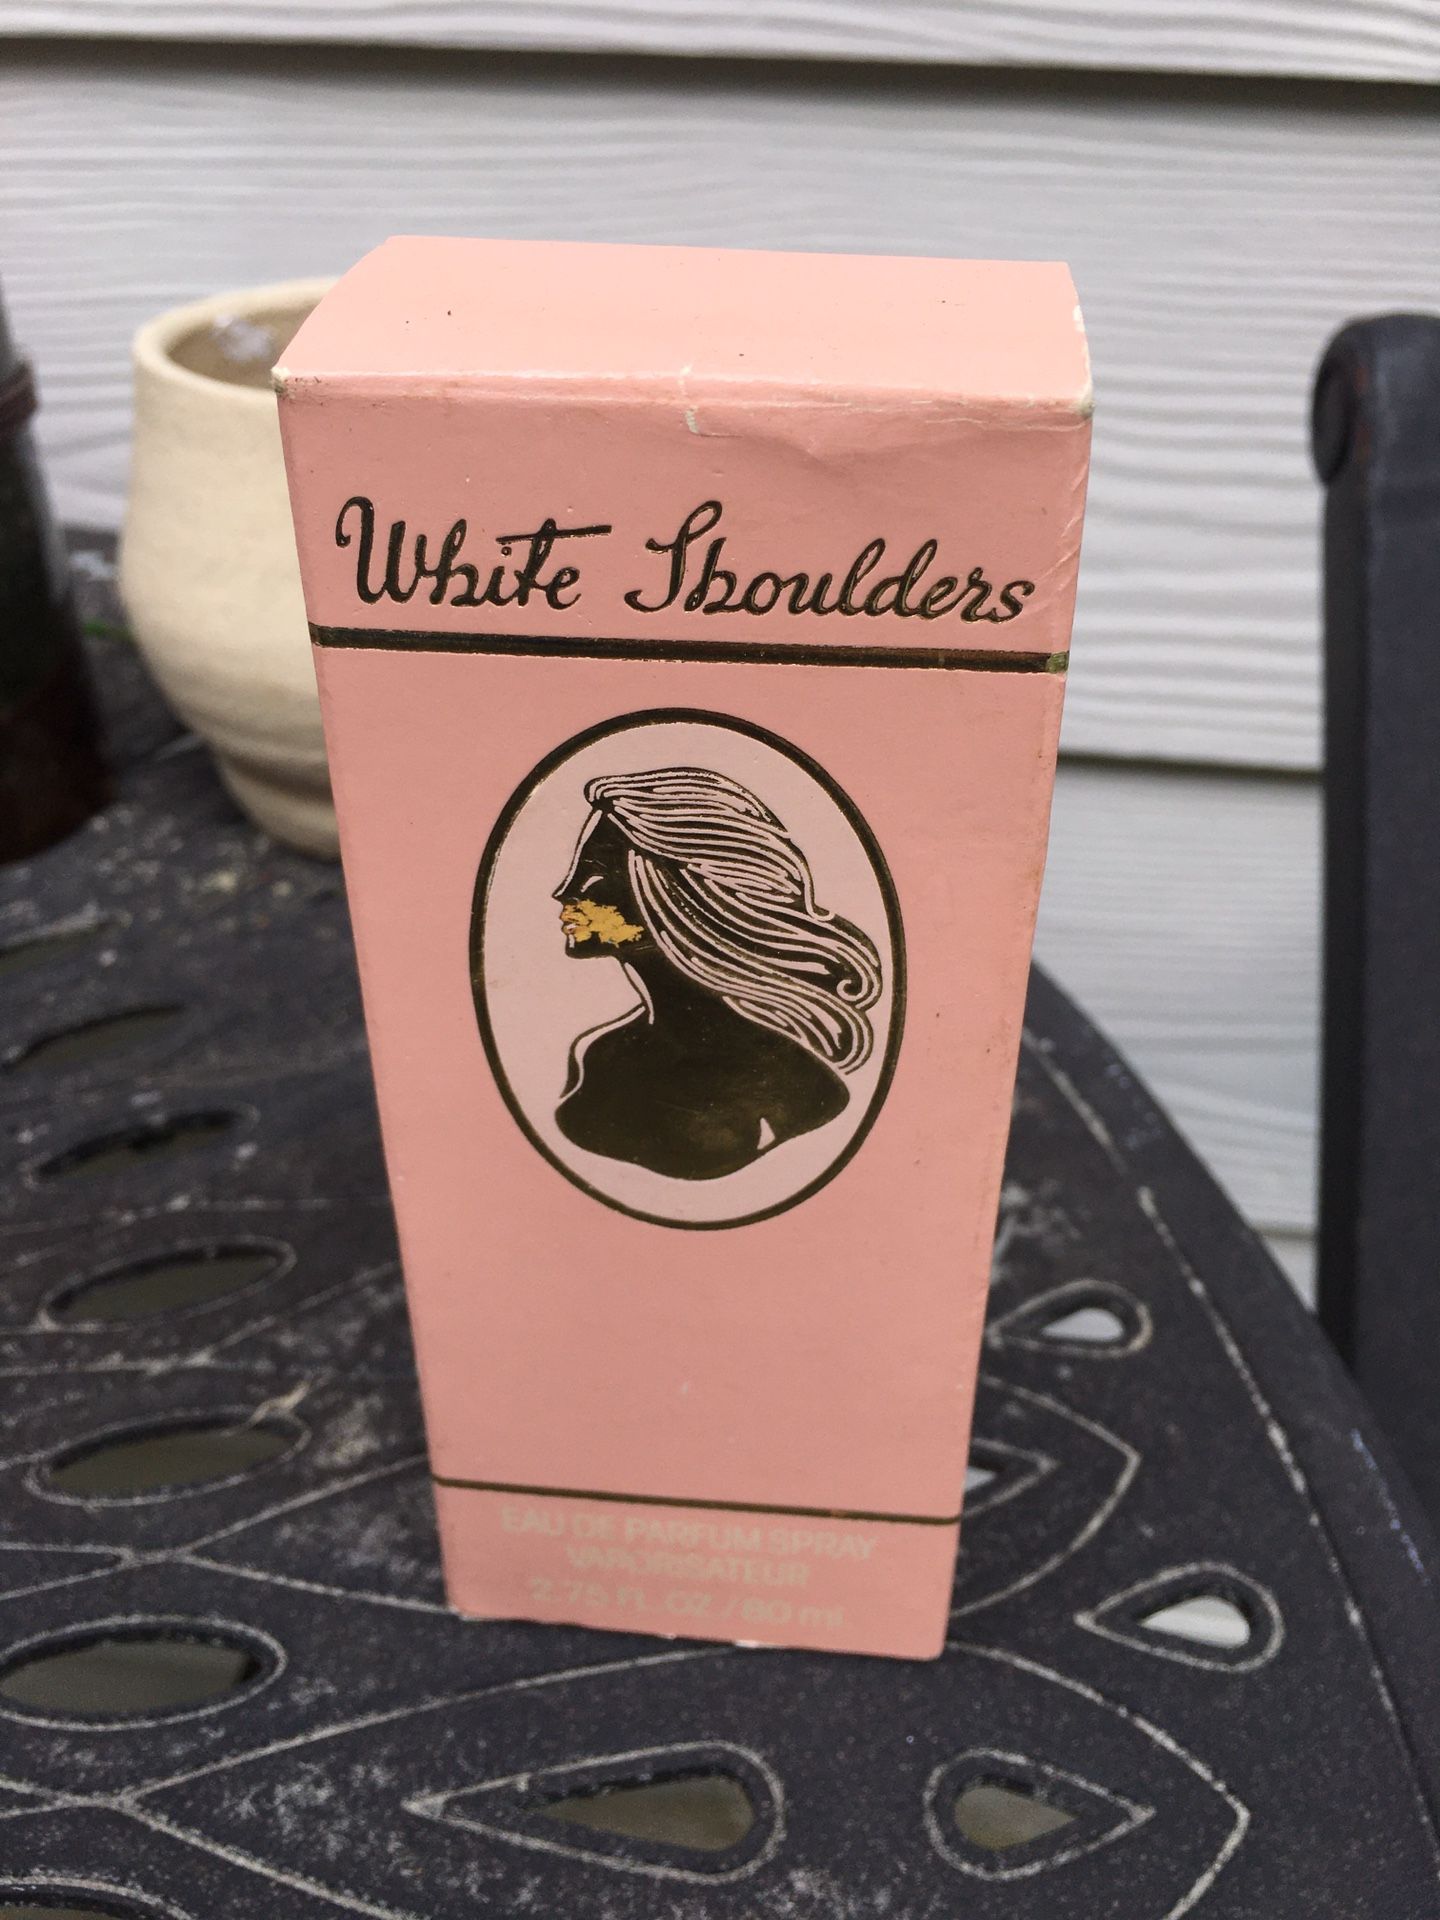 White Shoulders
EAU DE PARFUM SPRAY
VAPORISATEUR
2.75 FL. OZ / 80 ml.